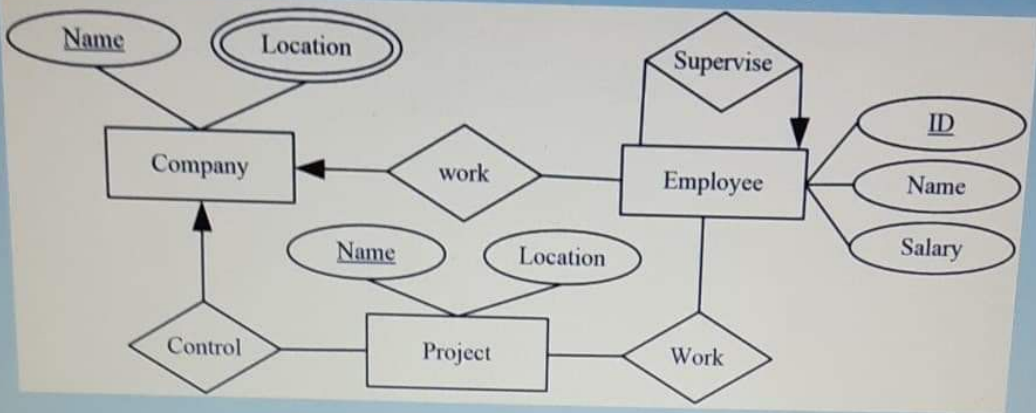 Name
Location
Supervise
ID
Company
work
Employee
Name
Name
Location
Salary
Control
Project
Work